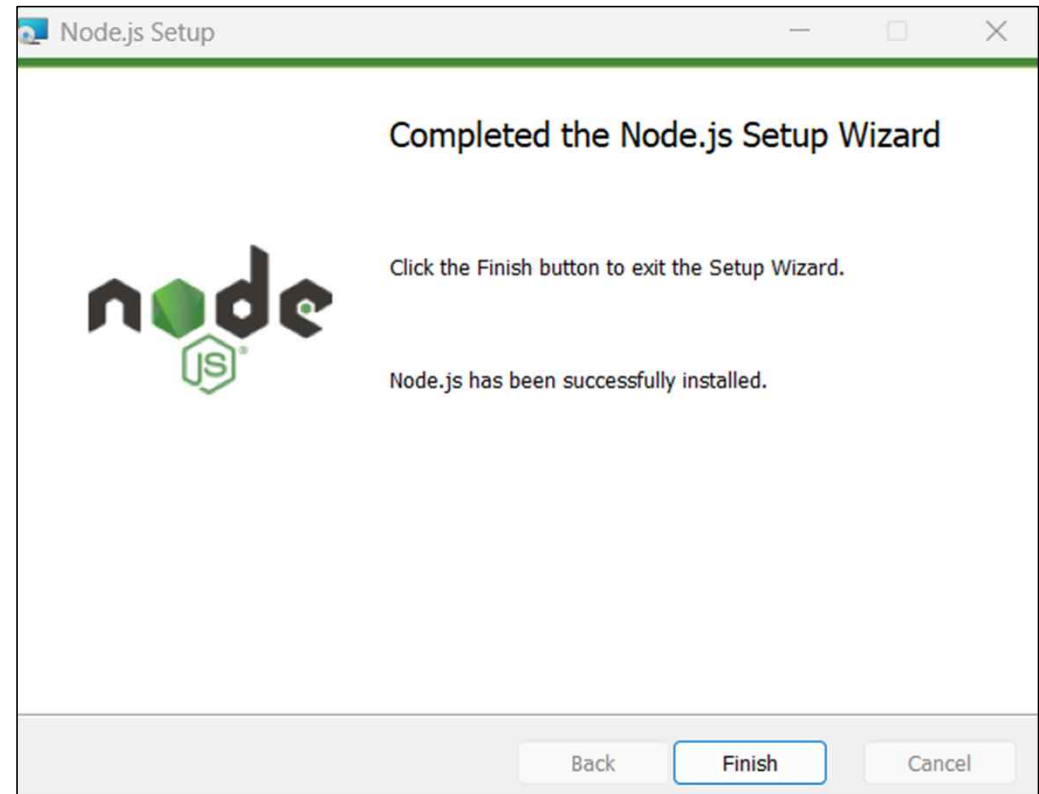 Node.js Setup
Completed the Node.js Setup Wizard
Click the Finish button to exit the Setup Wizard.
node
JS®
Node.js has been successfully installed.
Back Finish Cancel